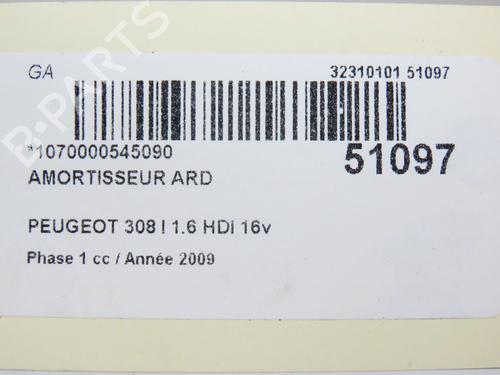 GA 32310101 51097
*1070000545090 51097
AMORTISSEUR ARD
PEUGEOT 308 I 1.6 HDI 16v
Phase 1 cc / Année 2009
B-PARTS